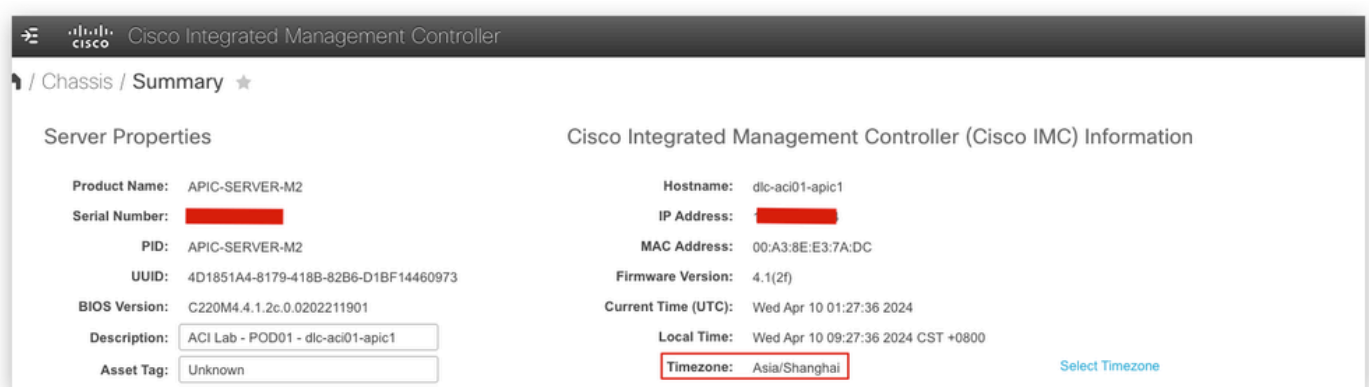 cisco Cisco Integrated Management Controller
/ Chassis / Summary
Server Properties
Cisco Integrated Management Controller (Cisco IMC) Information
Product Name: APIC-SERVER-M2
Hostname: dlc-aci01-apic1
Serial Number:
IP Address:
PID: APIC-SERVER-M2
MAC Address: 00:A3:8E:E3:7A:DC
UUID: 4D1851A4-8179-418B-82B6-D1BF14460973
Firmware Version: 4.1(2f)
BIOS Version: C220M4.4.1.2c.0.0202211901
Current Time (UTC): Wed Apr 10 01:27:36 2024
Description: ACI Lab - POD01 - dlc-aci01-apic1
Local Time: Wed Apr 10 09:27:36 2024 CST +0800
Asset Tag: Unknown
Timezone: Asia/Shanghai
Select Timezone